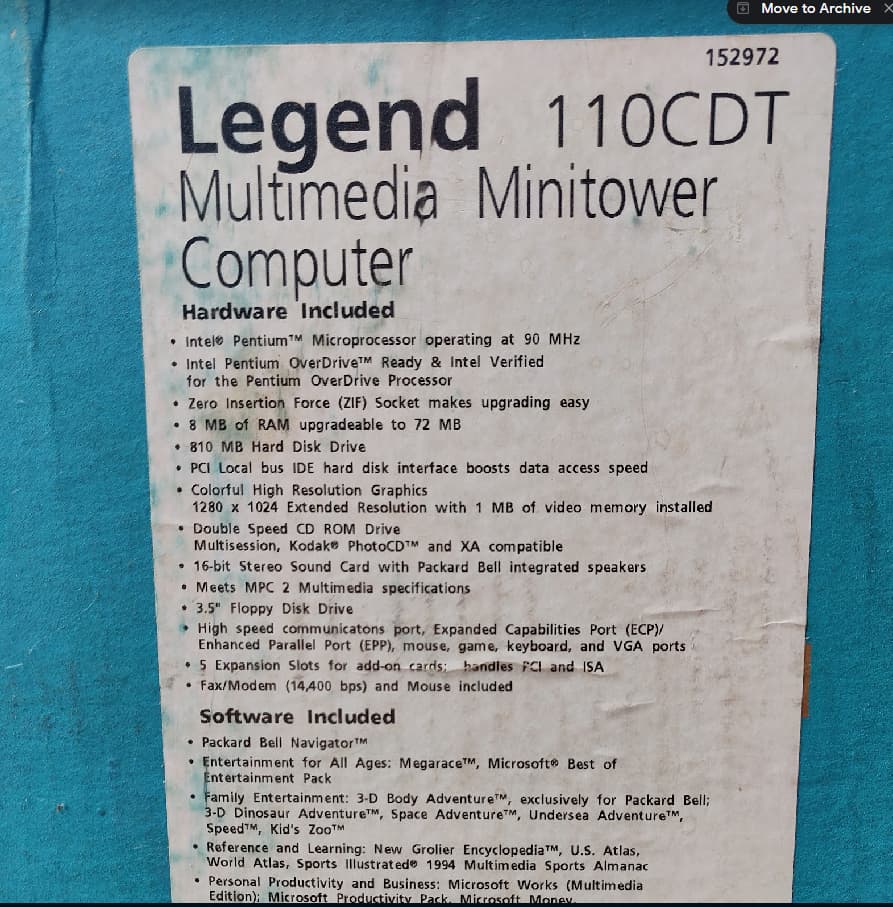 Move to Archive
152972
Legend 110CDT
Multimedia Minitower
Computer
Hardware Included
• Intel® Pentium™ Microprocessor operating at 90 MHz
• Intel Pentium OverDrive™ Ready & Intel Verified
for the Pentium OverDrive Processor
• Zero Insertion Force (ZIF) Socket makes upgrading easy
• 8 MB of RAM upgradeable to 72 MB
• 810 MB Hard Disk Drive
• PCI Local bus IDE hard disk interface boosts data access speed
• Colorful High Resolution Graphics
1280 x 1024 Extended Resolution with 1 MB of video memory installed
• Double Speed CD ROM Drive
Multisession, Kodak® PhotoCD™ and XA compatible
• 16-bit Stereo Sound Card with Packard Bell integrated speakers
• Meets MPC 2 Multimedia specifications
• 3.5" Floppy Disk Drive
• High speed communicatons port, Expanded Capabilities Port (ECP)/
Enhanced Parallel Port (EPP), mouse, game, keyboard, and VGA ports
• 5 Expansion Slots for add-on cards; handles PCI and ISA
• Fax/Modem (14,400 bps) and Mouse included
Software Included
• Packard Bell Navigator™
• Entertainment for All Ages: Megarace™, Microsoft® Best of
Entertainment Pack
• Family Entertainment: 3-D Body Adventure™, exclusively for Packard Bell;
3-D Dinosaur Adventure™, Space Adventure™, Undersea Adventure™,
Speed™, Kid's Zoo™
• Reference and Learning: New Grolier Encyclopedia™, U.S. Atlas,
World Atlas, Sports Illustrated® 1994 Multimedia Sports Almanac
• Personal Productivity and Business: Microsoft Works (Multimedia
Edition); Microsoft Productivity Pack, Microsoft Money,